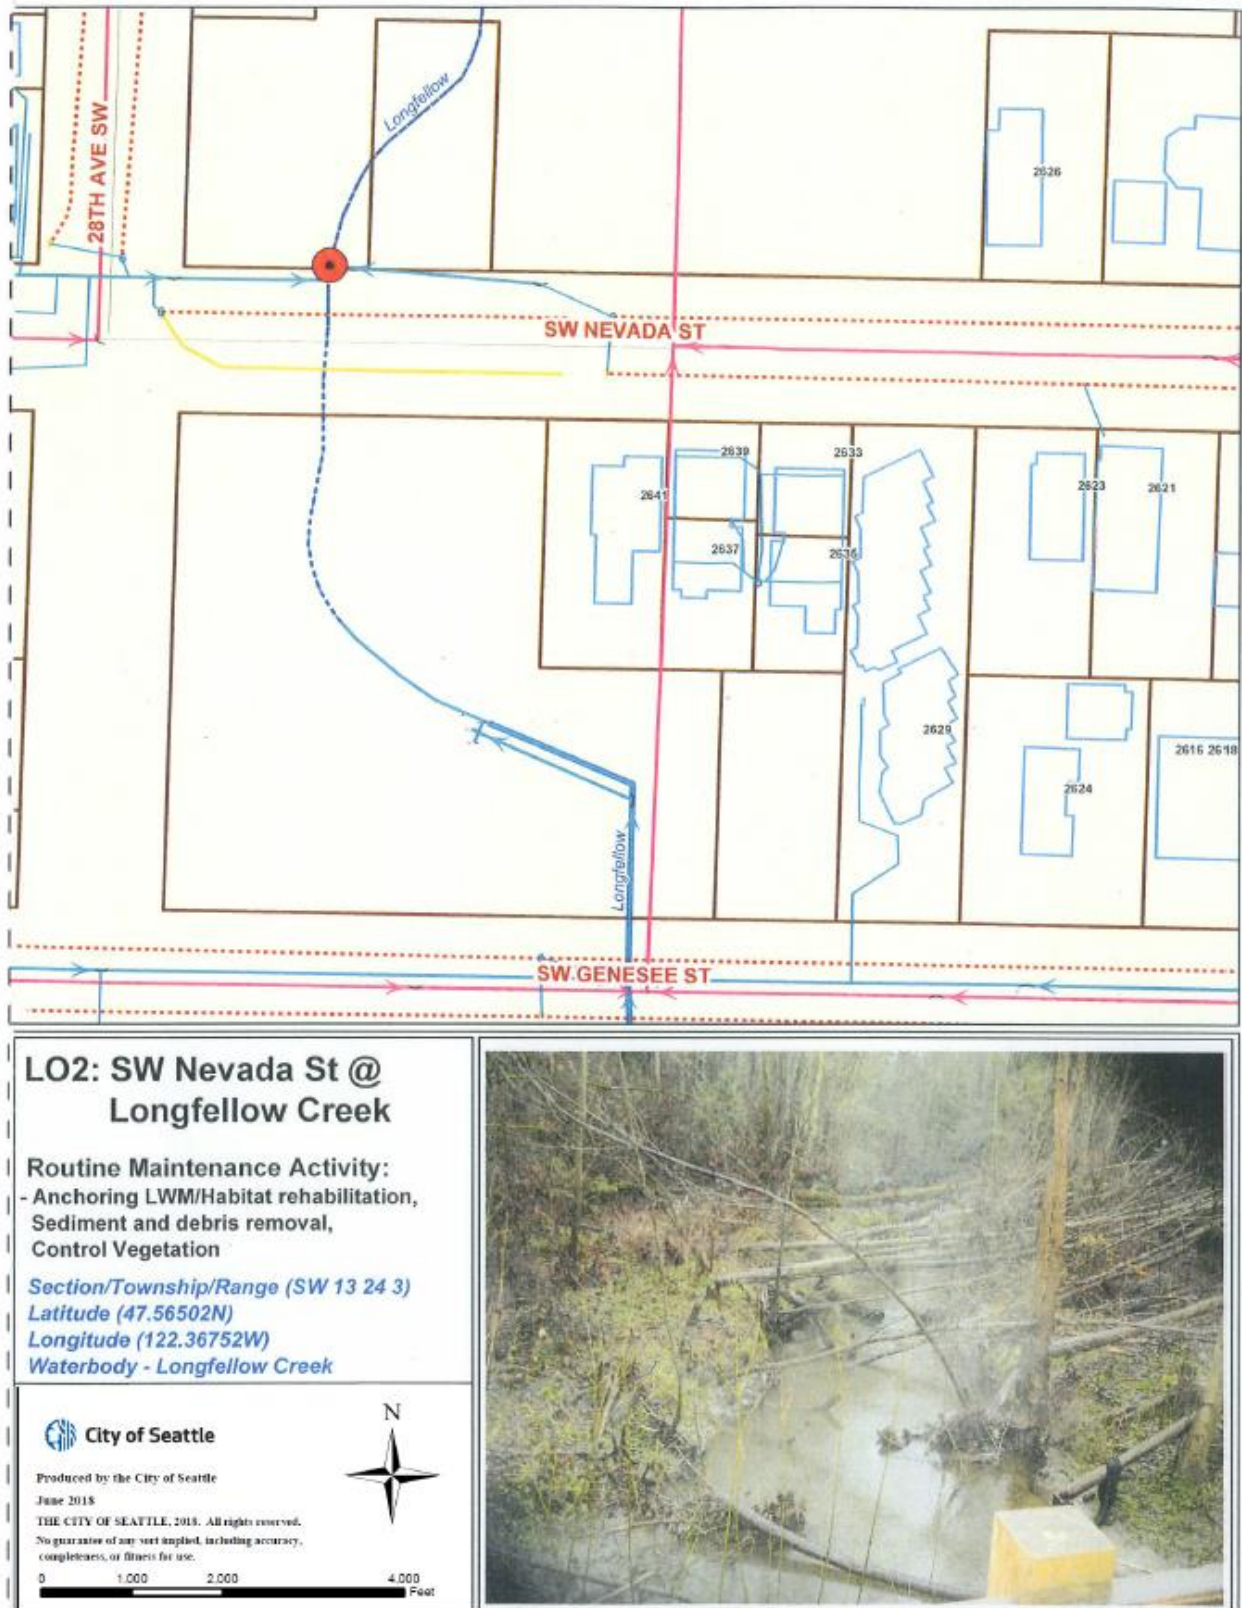 Longfellow
28TH AVE SW
2626
SW NEVADA ST
2639
2633
2641
2623
2621
2637
2635
2629
2616 2618
2624
Longfellow
SW GENESEE ST
LO2: SW Nevada St @
Longfellow Creek
Routine Maintenance Activity:
- Anchoring LWM/Habitat rehabilitation,
Sediment and debris removal,
Control Vegetation
Section/Township/Range (SW 13 24 3)
Latitude (47.56502N)
Longitude (122.36752W)
Waterbody - Longfellow Creek
N
City of Seattle
Produced by the City of Seattle
June 2018
THE CITY OF SEATTLE, 2018. All rights reserved.
No guarantee of any sort implied, including accuracy,
completeness, or fitness for use.
0 1,000 2,000 4,000
Feet